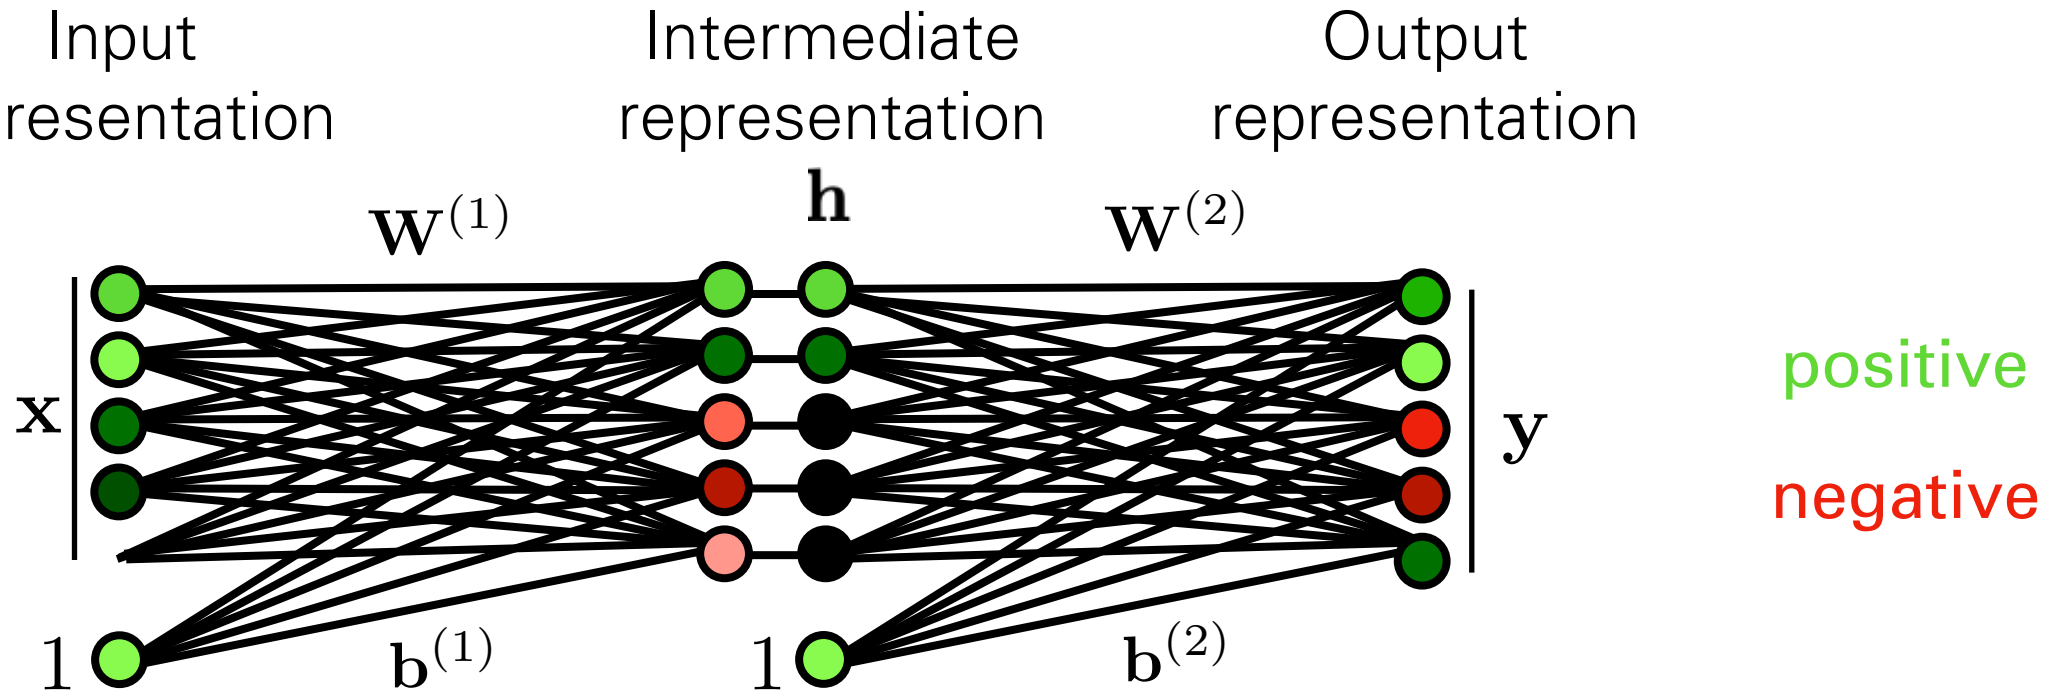 Input
resentation
Intermediate
representation
Output
representation
h
W(1)
W(2)
x
y
positive
negative
1
b(1)
1
b(2)